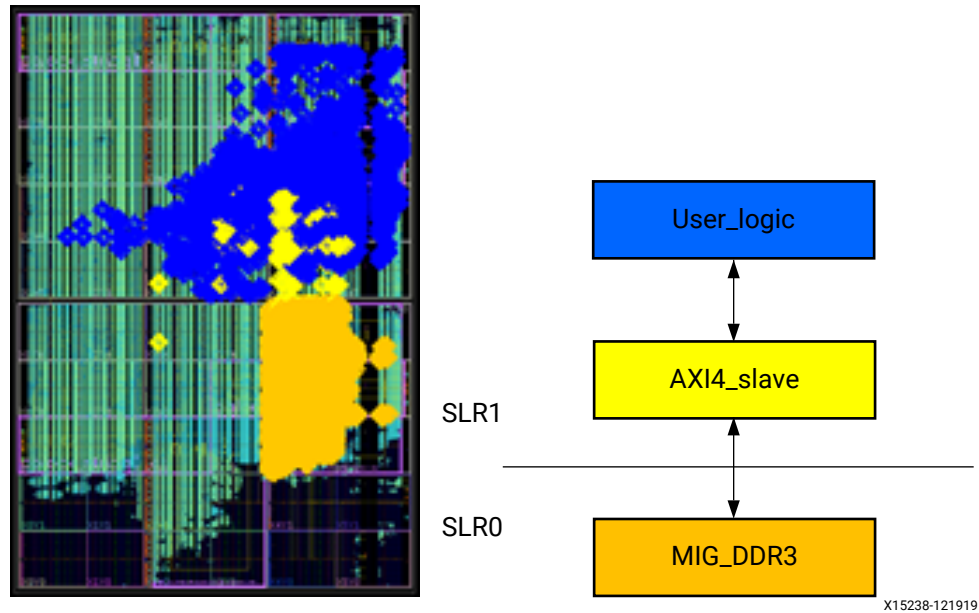 User_logic
AXI4_slave
SLR1
SLR0
MIG_DDR3
X15238-121919